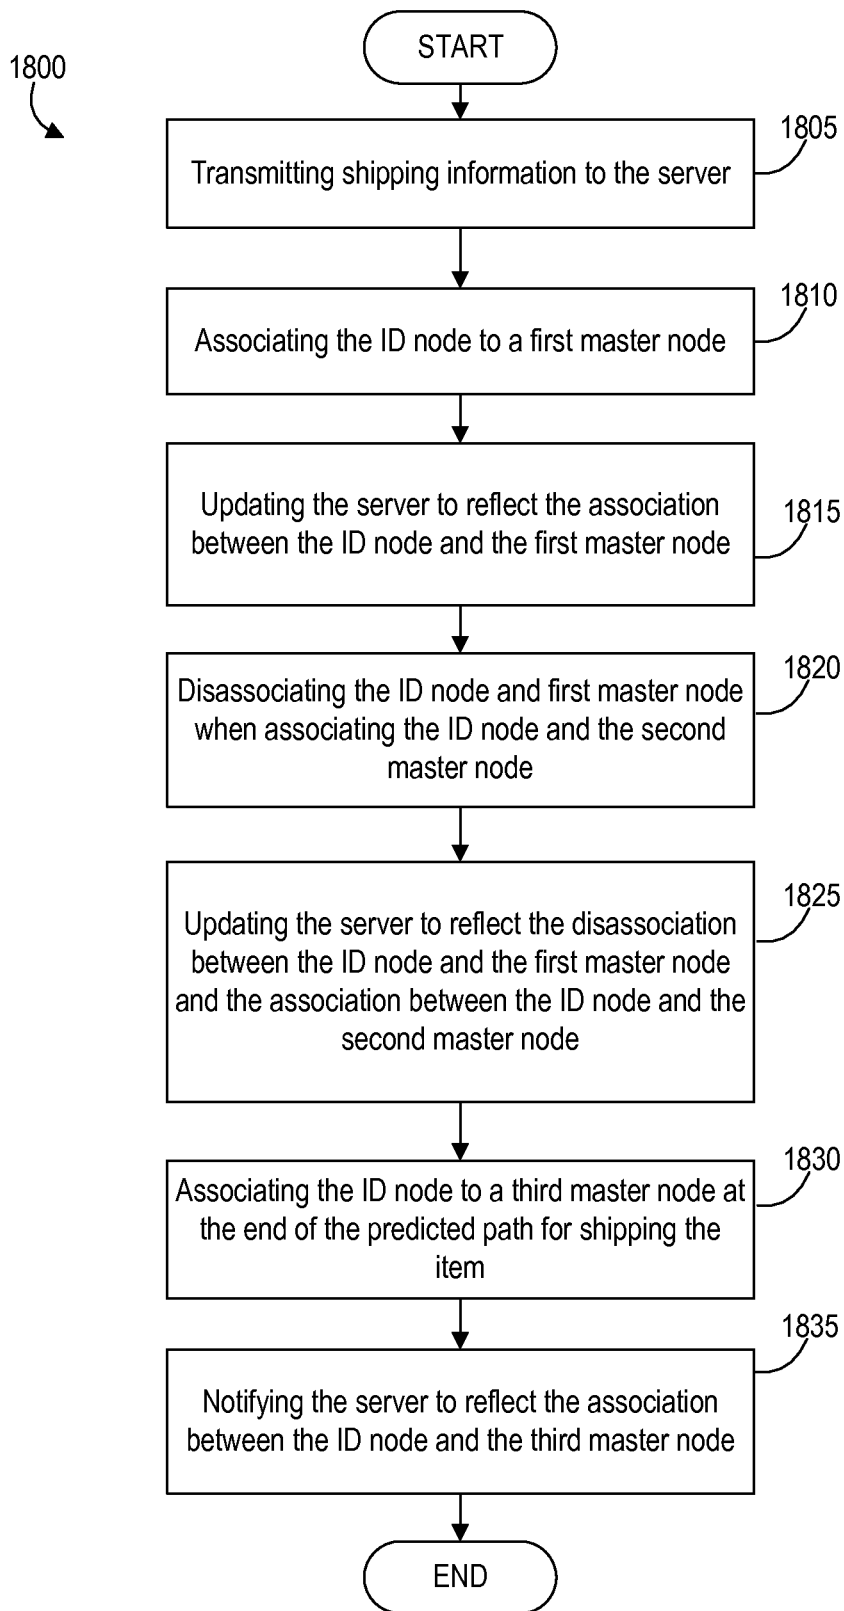 START
1800
1805
Transmitting shipping information to the server
1810
Associating the ID node to a first master node
Updating the server to reflect the association
between the ID node and the first master node
1815
1820
Disassociating the ID node and first master node
when associating the ID node and the second
master node
1825
Updating the server to reflect the disassociation
between the ID node and the first master node
and the association between the ID node and the
second master node
1830
Associating the ID node to a third master node at
the end of the predicted path for shipping the
item
1835
Notifying the server to reflect the association
between the ID node and the third master node
END